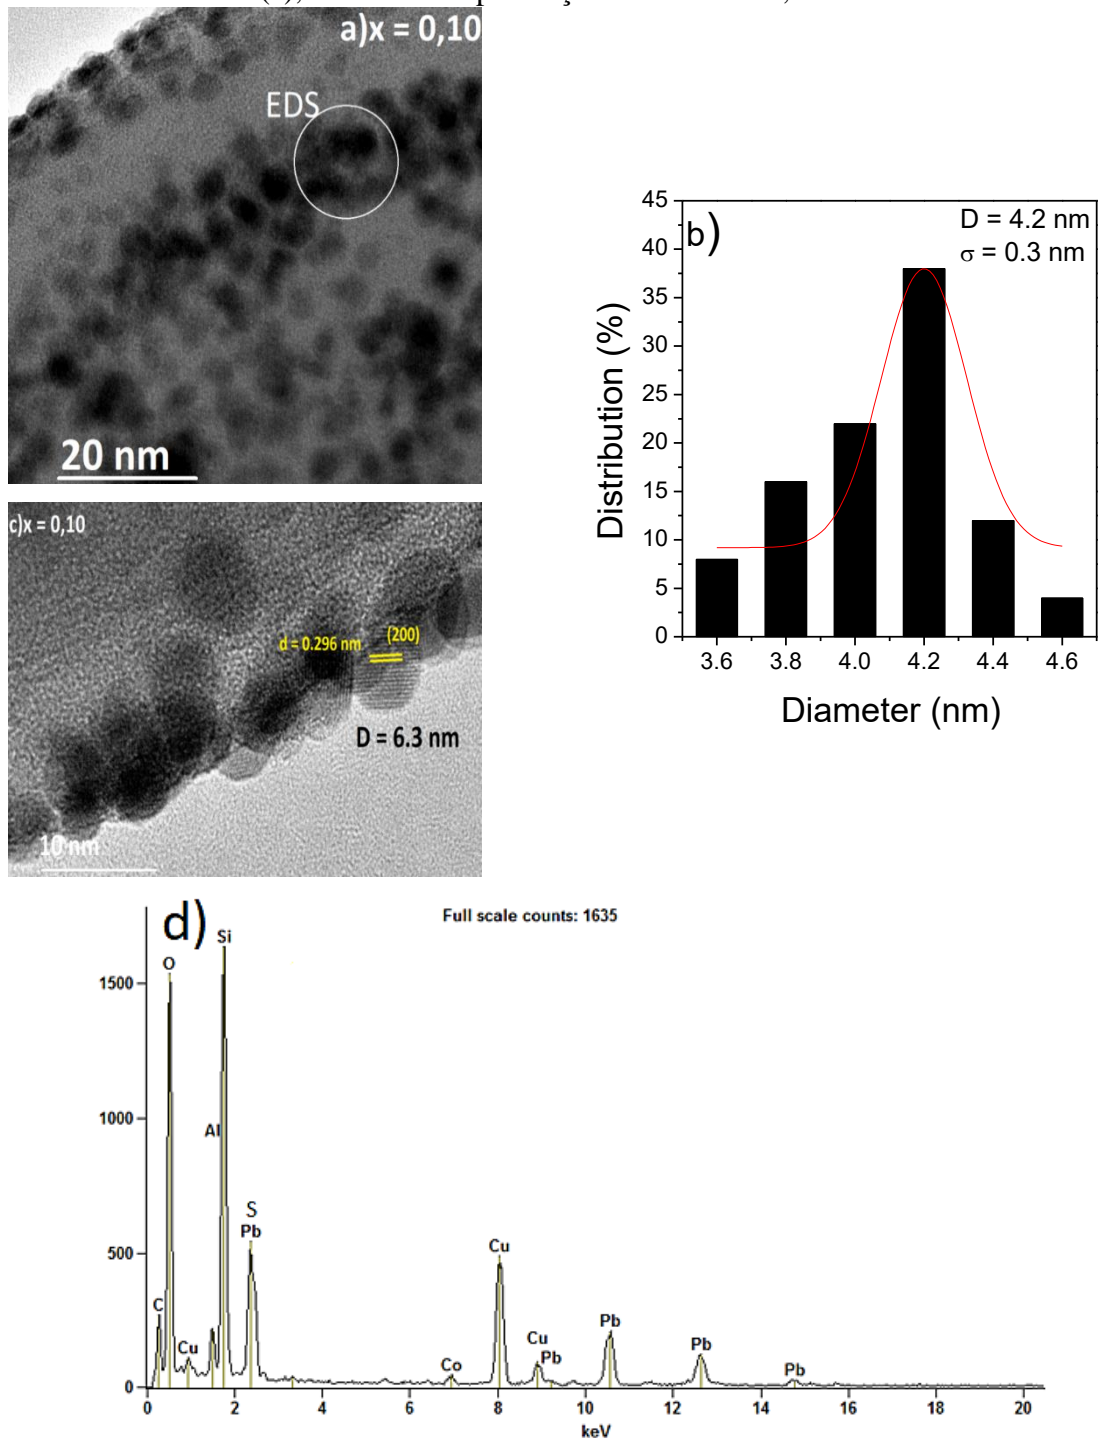 a)x = 0,10
EDS
20 nm
b)
D = 4.2 nm
σ = 0.3 nm
45
40
35
30
25
20
15
10
5
0
Distribution (%)
3.6 3.8 4.0 4.2 4.4 4.6
Diameter (nm)
c)x = 0,10
d = 0.296 nm
(200)
D = 6.3 nm
10 nm
d)
Full scale counts: 1635
Si
O
1500
1000
Al
S
Pb
500
Cu
C
Cu
Cu
Pb
Co
Pb
Pb
Pb
0
0 2 4 6 8 10 12 14 16 18 20
keV